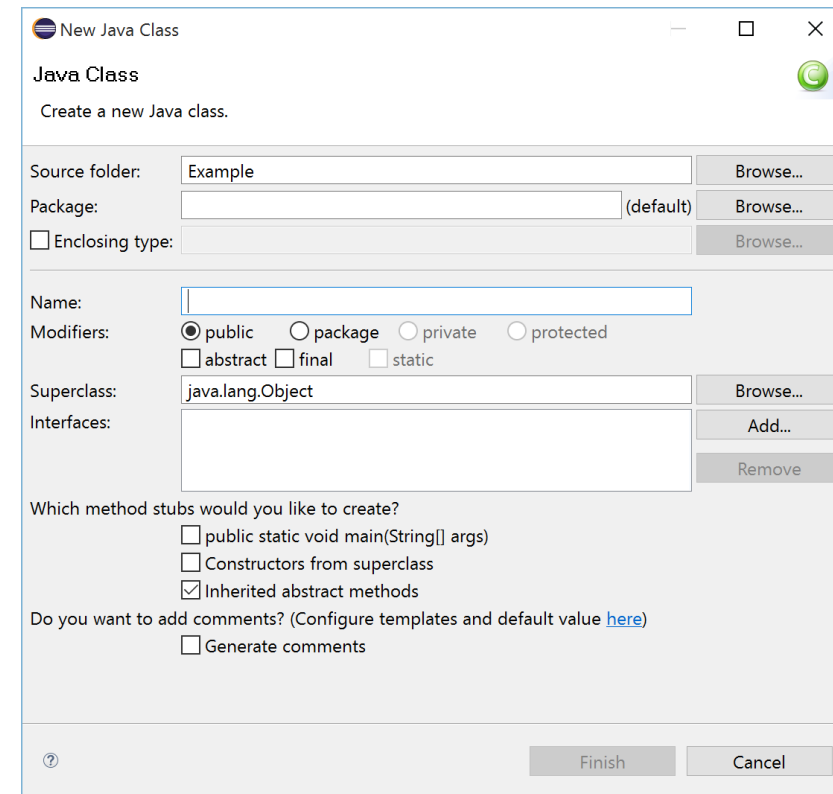 New Java Class
Java Class
Create a new Java class.
Source folder: Example Browse...
Package: (default) Browse...
Enclosing type: Browse...
Name:
Modifiers: public package private protected
abstract final static
Superclass: java.lang.Object Browse...
Interfaces: Add...
Remove
Which method stubs would you like to create?
public static void main(String[] args)
Constructors from superclass
Inherited abstract methods
Do you want to add comments? (Configure templates and default value here)
Generate comments
? Finish Cancel